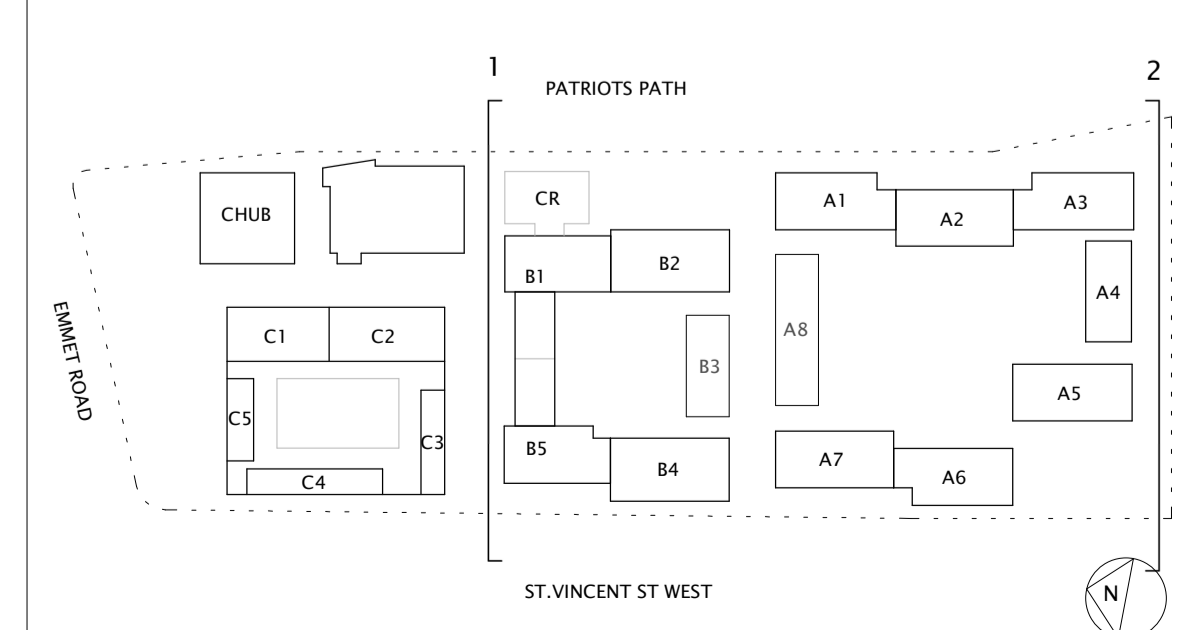 1
2
PATRIOTS PATH
CHUB
CR
A1
A2
A3
B1
B2
A4
EMMET ROAD
C1
C2
B3
A8
A5
C5
C3
C4
B5
B4
A7
A6
N
ST.VINCENT ST WEST